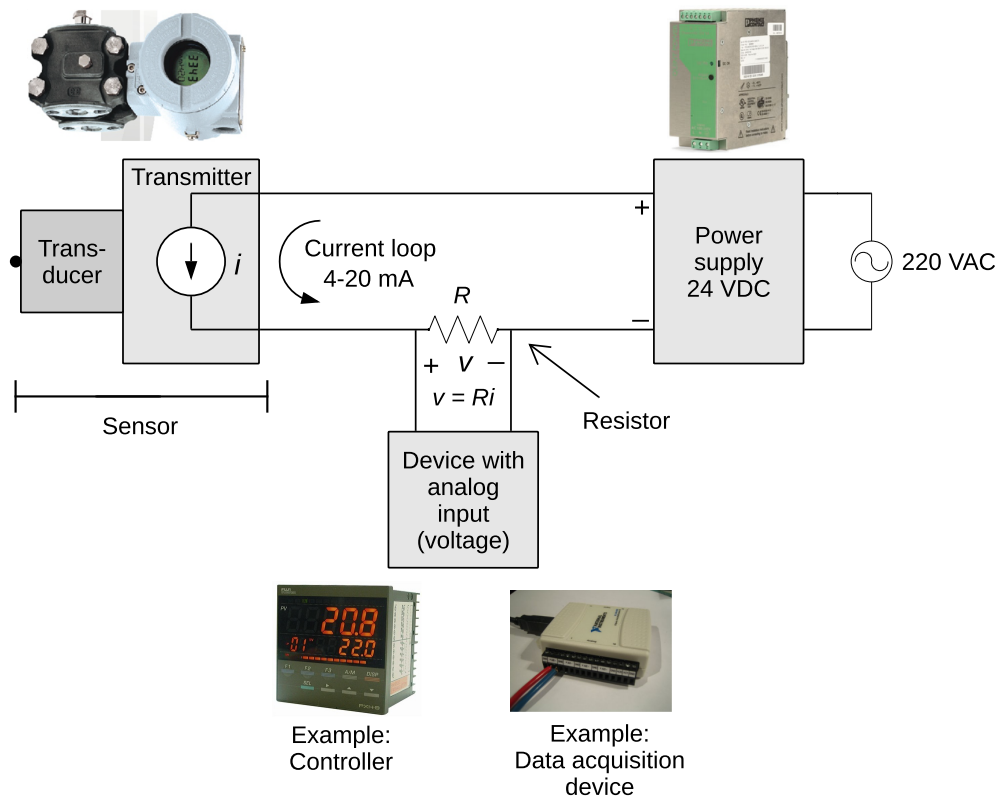 Transmitter
Trans-
ducer
i
Current loop
4-20 mA
+
Power
supply
24 VDC
220 VAC
R
–
+ v –
v = Ri
Resistor
Sensor
Device with
analog
input
(voltage)
PV
20.8
22.0
Example:
Controller
Example:
Data acquisition
device